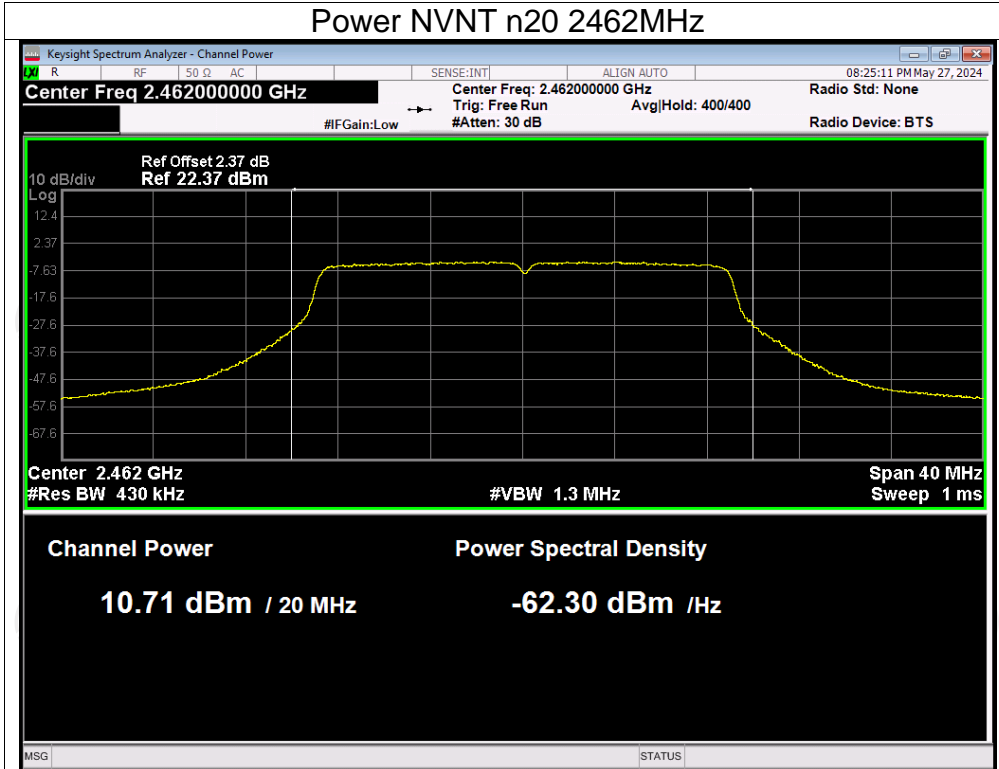 Power NVNT n20 2462MHz
Keysight Spectrum Analyzer - Channel Power
LXI R RF 50 Ω AC SENSE:INT ALIGN AUTO 08:25:11 PM May 27, 2024
Center Freq 2.462000000 GHz Center Freq: 2.462000000 GHz Radio Std: None
Trig: Free Run Avg|Hold: 400/400
#IFGain:Low #Atten: 30 dB Radio Device: BTS
Ref Offset 2.37 dB
10 dB/div Ref 22.37 dBm
Log
12.4
2.37
-7.63
-17.6
-27.6
-37.6
-47.6
-57.6
-67.6
Center 2.462 GHz Span 40 MHz
#Res BW 430 kHz #VBW 1.3 MHz Sweep 1 ms
Channel Power Power Spectral Density
10.71 dBm / 20 MHz -62.30 dBm /Hz
MSG STATUS